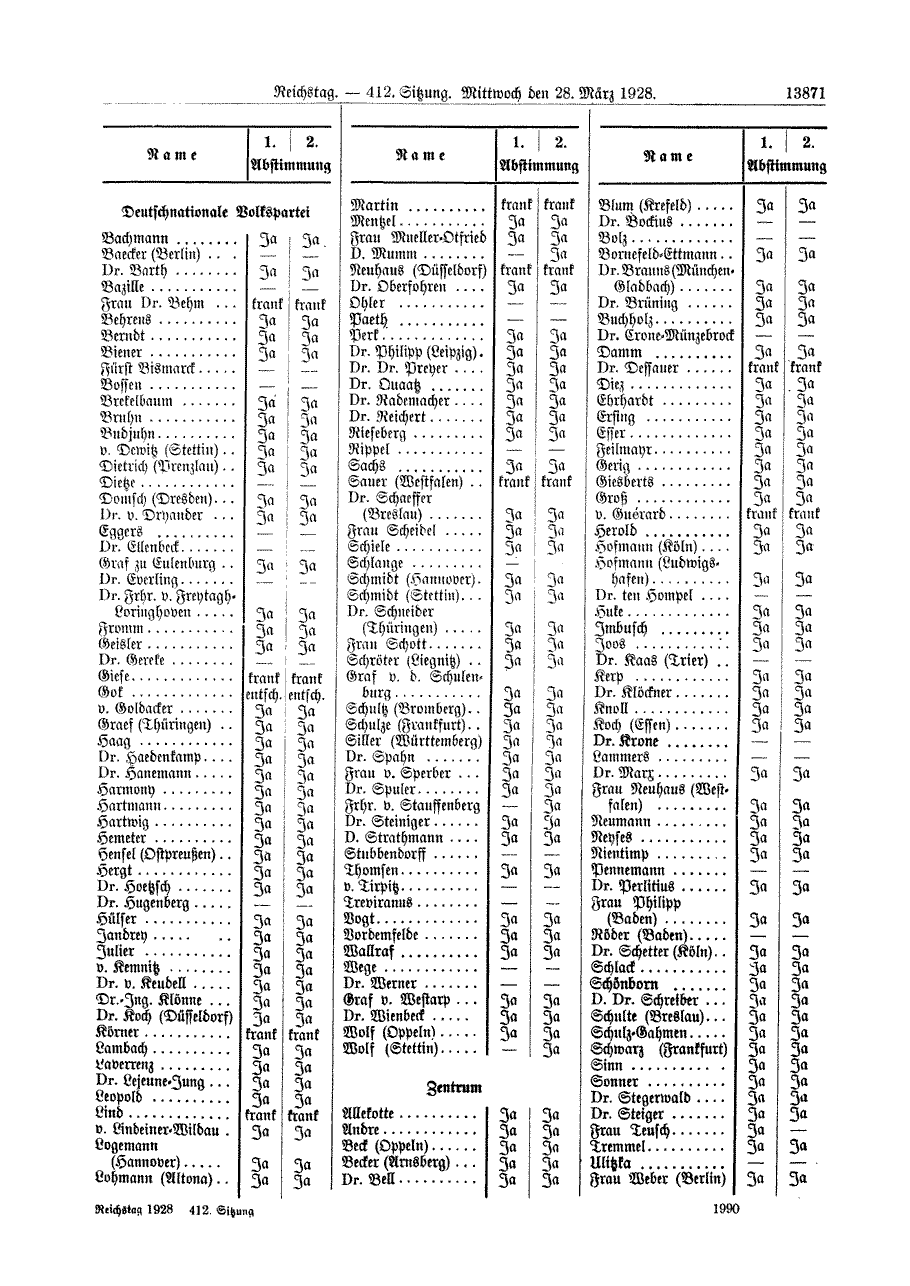 Reichstag. — 412. Sitzung. Mittwoch den 28. März 1928. 13871
Name 1. 2.
Abstimmung
Deutschnationale Volkspartei
Bachmann ........ Ja Ja
Baecker (Berlin) .. . — —
Dr. Barth ........ Ja Ja
Bazille .......... — —
Frau Dr. Behm ... krank krank
Behrens .......... Ja Ja
Berndt .......... Ja Ja
Biener .......... Ja Ja
Fürst Bismarck ..... — —
Bossen .......... — —
Brekelbaum ....... Ja Ja
Bruhn .......... Ja Ja
Budjuhn .......... Ja Ja
v. Dewitz (Stettin) .. Ja Ja
Dietrich (Prenzlau) .. Ja Ja
Dietze ............ — —
Domsch (Dresden) ... Ja Ja
Dr. v. Dryander ... Ja Ja
Eggers .......... — —
Dr. Ellenbeck ....... — —
Graf zu Eulenburg .. Ja Ja
Dr. Everling ....... — —
Dr. Frhr. v. Freytagh-
Loringhoven ..... Ja Ja
Fromm ........... Ja Ja
Geisler ........... Ja Ja
Dr. Gereke ........ — —
Giese ............. krank krank
Gok ............. entsch. entsch.
v. Goldacker ...... Ja Ja
Graef (Thüringen) .. Ja Ja
Haag ............ Ja Ja
Dr. Haedenkamp .... Ja Ja
Dr. Hanemann ..... Ja Ja
Harmony ......... Ja Ja
Hartmann .......... Ja Ja
Hartwig .......... Ja Ja
Hemeter .......... Ja Ja
Hensel (Ostpreußen) .. Ja Ja
Hergt ............ Ja Ja
Dr. Hoetzsch ....... Ja Ja
Dr. Hugenberg ..... — —
Hülser ........... Ja Ja
Jandrey ..... .. Ja Ja
Julier ........... Ja Ja
v. Kemnitz ........ Ja Ja
Dr. v. Keudell ..... Ja Ja
Dr.-Ing. Klönne ... Ja Ja
Dr. Koch (Düsseldorf) Ja Ja
Körner ........... krank krank
Lambach .......... Ja Ja
Laverrenz ......... Ja Ja
Dr. Lejeune-Jung ... Ja Ja
Leopold .......... Ja Ja
Lind ............. krank krank
v. Lindeiner-Wildau . Ja Ja
Logemann
(Hannover) ..... Ja Ja
Lohmann (Altona) .. Ja Ja
Name 1. 2.
Abstimmung
Martin .......... krank krank
Mentzel .......... Ja Ja
Frau Mueller-Otfried Ja Ja
D. Mumm ........ — Ja
Neuhaus (Düsseldorf) krank krank
Dr. Oberfohren .... Ja Ja
Ohler ........... — —
Paeth ........... — —
Perk ............. Ja Ja
Dr. Philipp (Leipzig) . Ja Ja
Dr. Dr. Preyer .... Ja Ja
Dr. Quaatz ....... Ja Ja
Dr. Rademacher .... Ja Ja
Dr. Reichert ....... Ja Ja
Rieseberg ......... Ja Ja
Rippel .......... — —
Sachs ........... Ja Ja
Sauer (Westfalen) .. krank krank
Dr. Schaeffer
(Breslau) ....... Ja Ja
Frau Scheidel ..... Ja Ja
Schiele ........... Ja Ja
Schlange ......... —
Schmidt (Hannover) . Ja Ja
Schmidt (Stettin) ... Ja Ja
Dr. Schneider
(Thüringen) ..... Ja Ja
Frau Schott ....... Ja Ja
Schröter (Liegnitz) .. Ja Ja
Graf v. d. Schulen-
burg ........... Ja Ja
Schultz (Bromberg) .. Ja Ja
Schulze (Frankfurt) .. Ja Ja
Siller (Württemberg) Ja Ja
Dr. Spahn ....... Ja Ja
Frau v. Sperber ... Ja Ja
Dr. Spuler ........ Ja Ja
Frhr. v. Stauffenberg — Ja
Dr. Steiniger ...... Ja Ja
D. Strathmann .... Ja Ja
Stubbendorff ...... — —
Thomsen .......... Ja Ja
v. Tirpitz .......... — —
Treviranus ........ — —
Vogt ............. Ja Ja
Vordemfelde ....... Ja Ja
Wallraf .......... Ja Ja
Wege ............ — —
Dr. Werner ....... — —
Graf v. Westarp ... Ja Ja
Dr. Wienbeck ..... Ja Ja
Wolf (Oppeln) ..... Ja Ja
Wolf (Stettin) ..... — Ja
Zentrum
Allekotte .......... Ja Ja
Andre ............ Ja Ja
Beck (Oppeln) ...... Ja Ja
Becker (Arnsberg) ... Ja Ja
Dr. Bell .......... Ja Ja
Name 1. 2.
Abstimmung
Blum (Krefeld) ..... Ja Ja
Dr. Bockius ....... — —
Bolz ............. — —
Bornefeld-Ettmann .. Ja Ja
Dr. Brauns (München-
Gladbach) ....... Ja Ja
Dr. Brüning ...... Ja Ja
Buchholz .......... Ja Ja
Dr. Crone-Münzebrock — —
Damm .......... Ja Ja
Dr. Dessauer ...... krank krank
Diez ............. Ja Ja
Ehrhardt ......... Ja Ja
Ersing .......... Ja Ja
Esser ............ Ja Ja
Feilmayr .......... Ja Ja
Gerig ............ Ja Ja
Giesberts ......... Ja Ja
Groß ............ Ja Ja
v. Guérard ........ krank krank
Herold .......... Ja Ja
Hofmann (Köln) .... Ja Ja
Hofmann (Ludwigs-
hafen) .......... Ja Ja
Dr. ten Hompel .... — —
Huke ............ Ja Ja
Imbusch ......... Ja Ja
Joos ............ Ja Ja
Dr. Kaas (Trier) .. — —
Kerp ............ Ja Ja
Dr. Klöckner ....... Ja Ja
Knoll ............ Ja Ja
Koch (Essen) ....... Ja Ja
Dr. Krone ........ — —
Lammers ......... — —
Dr. Marx ......... Ja Ja
Frau Neuhaus (West-
falen) ......... Ja Ja
Neumann ......... Ja Ja
Neyses ........... Ja Ja
Nientimp ......... Ja Ja
Pennemann ....... — —
Dr. Perlitius ...... Ja Ja
Frau Philipp
(Baden) ........ Ja Ja
Röder (Baden) ..... — —
Dr. Schetter (Köln) .. Ja Ja
Schlack ........... Ja Ja
Schönborn ....... Ja Ja
D. Dr. Schreiber ... Ja Ja
Schulte (Breslau) ... Ja Ja
Schulz-Gahmen ..... Ja Ja
Schwarz (Frankfurt) Ja Ja
Sinn .......... . Ja Ja
Sonner .......... Ja Ja
Dr. Stegerwald .... Ja Ja
Dr. Steiger ....... Ja Ja
Frau Teusch ....... — Ja
Tremmel .......... Ja Ja
Ulitzka ........... — —
Frau Weber (Berlin) Ja Ja
Reichstag 1928 412. Sitzung 1990